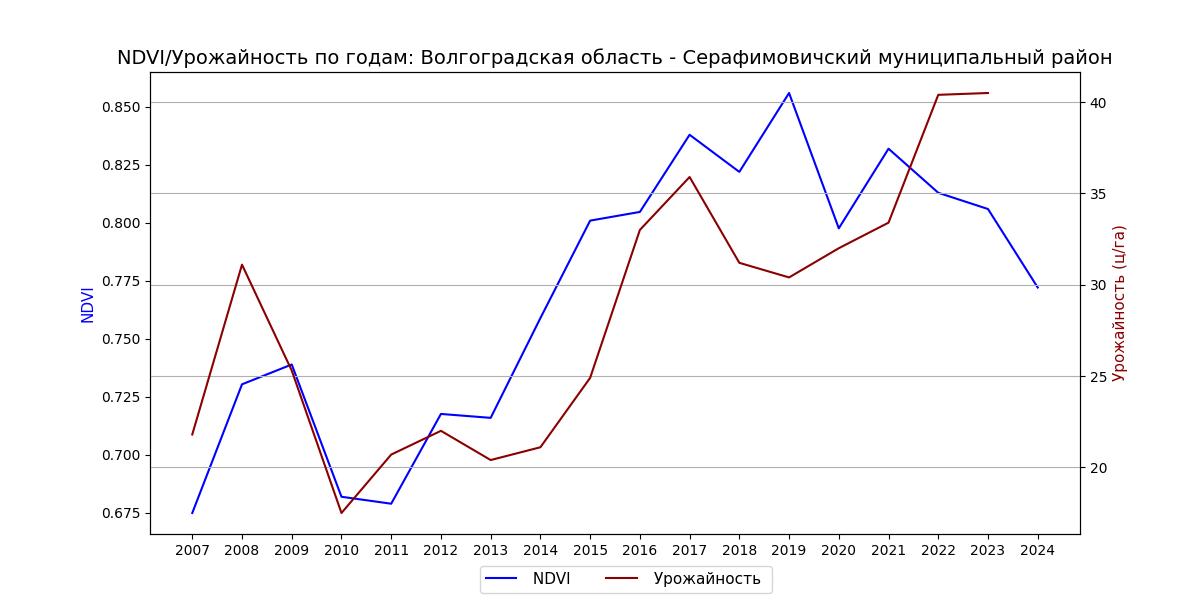 NDVI/Урожайность по годам: Волгоградская область - Серафимовичский муниципальный район
0.850
0.825
0.800
0.775
0.750
0.725
0.700
0.675
NDVI
40
35
30
25
20
Урожайность (ц/га)
2007 2008 2009 2010 2011 2012 2013 2014 2015 2016 2017 2018 2019 2020 2021 2022 2023 2024
NDVI Урожайность